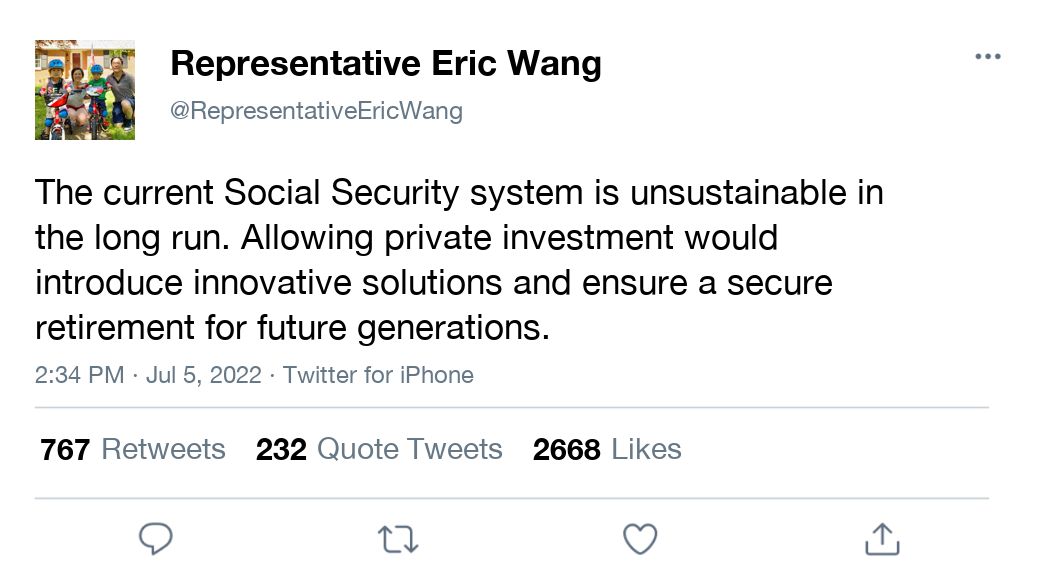 Representative Eric Wang
@RepresentativeEricWang
The current Social Security system is unsustainable in
the long run. Allowing private investment would
introduce innovative solutions and ensure a secure
retirement for future generations.
2:34 PM · Jul 5, 2022 · Twitter for iPhone
767 Retweets 232 Quote Tweets 2668 Likes